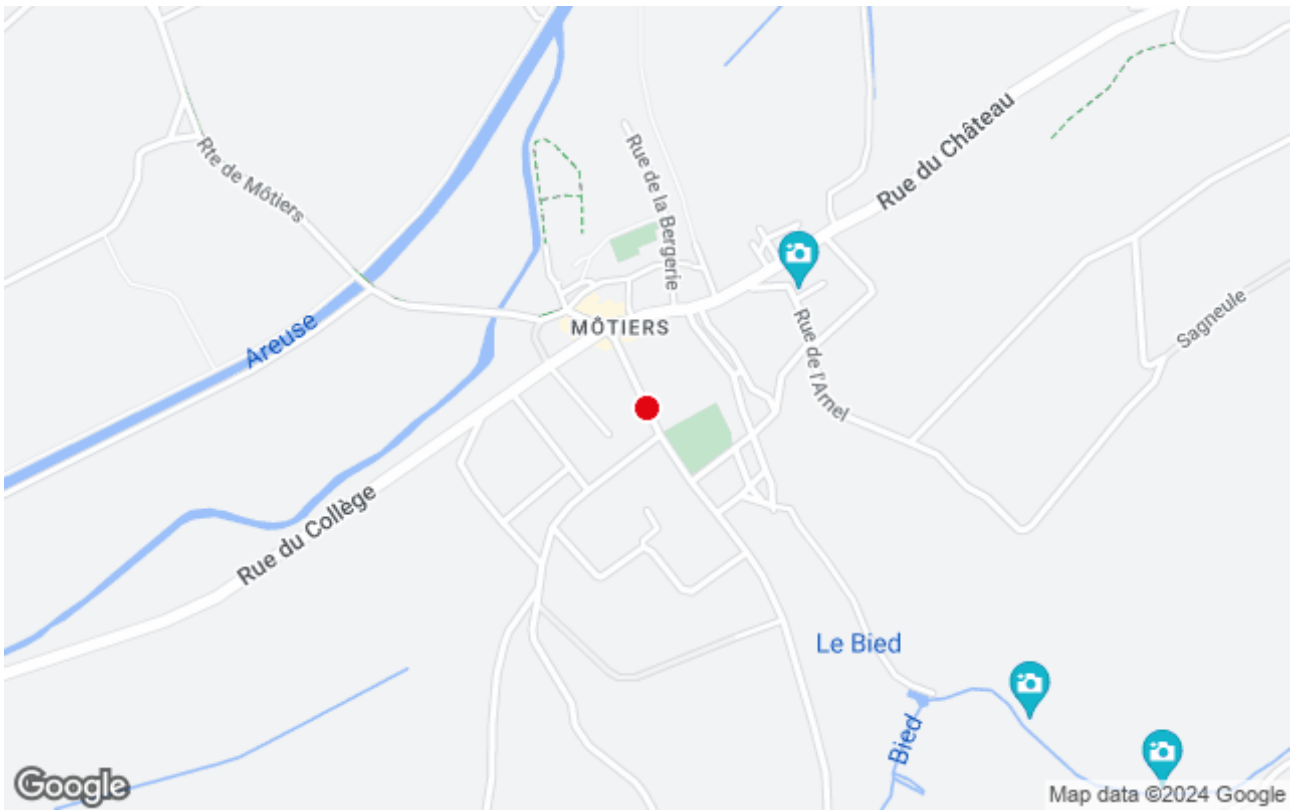 Rue du Château
Rte de Môtiers
Rue de la Bergerie
Areuse
MÔTIERS
Rue de l'Arnel
Sagneule
Rue du Collège
Le Bied
Bied
Google
Map data ©2024 Google